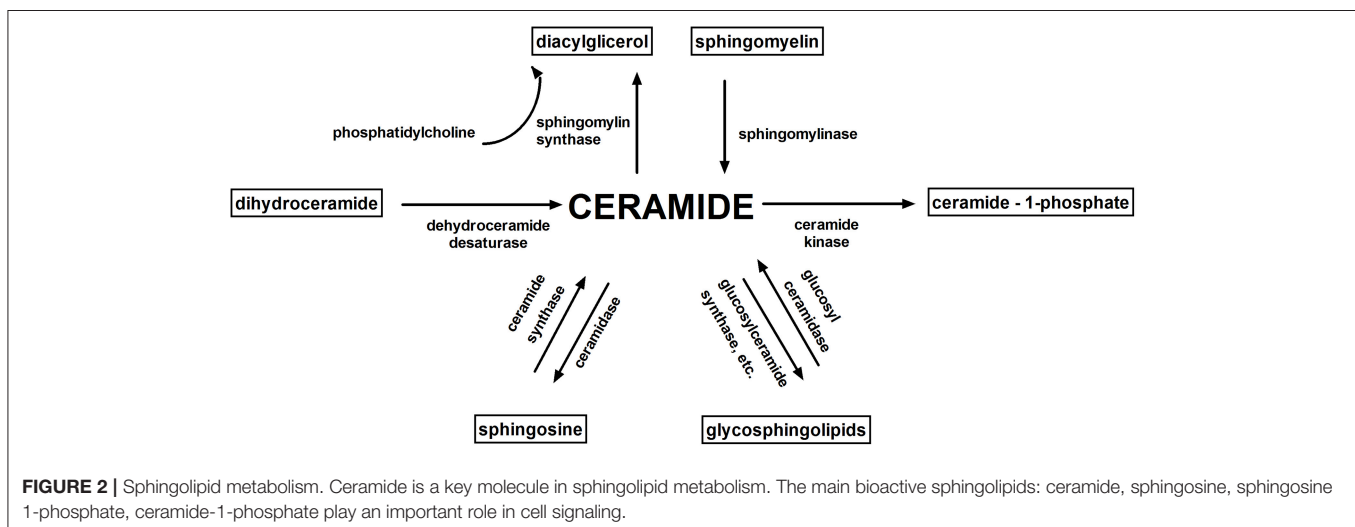 diacylglicerol
sphingomyelin
phosphatidylcholine
sphingomylin
synthase
sphingomylinase
dihydroceramide
CERAMIDE
ceramide - 1-phosphate
dehydroceramide
desaturase
ceramide
kinase
ceramide
synthase
ceramidase
glucosylceramide
synthase, etc.
glucosyl
ceramidase
sphingosine
glycosphingolipids
FIGURE 2 | Sphingolipid metabolism. Ceramide is a key molecule in sphingolipid metabolism. The main bioactive sphingolipids: ceramide, sphingosine, sphingosine
1-phosphate, ceramide-1-phosphate play an important role in cell signaling.